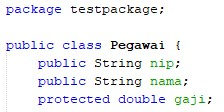 package testpackage;
public class Pegawai {
public String nip;
public String nama;
protected double gaji;